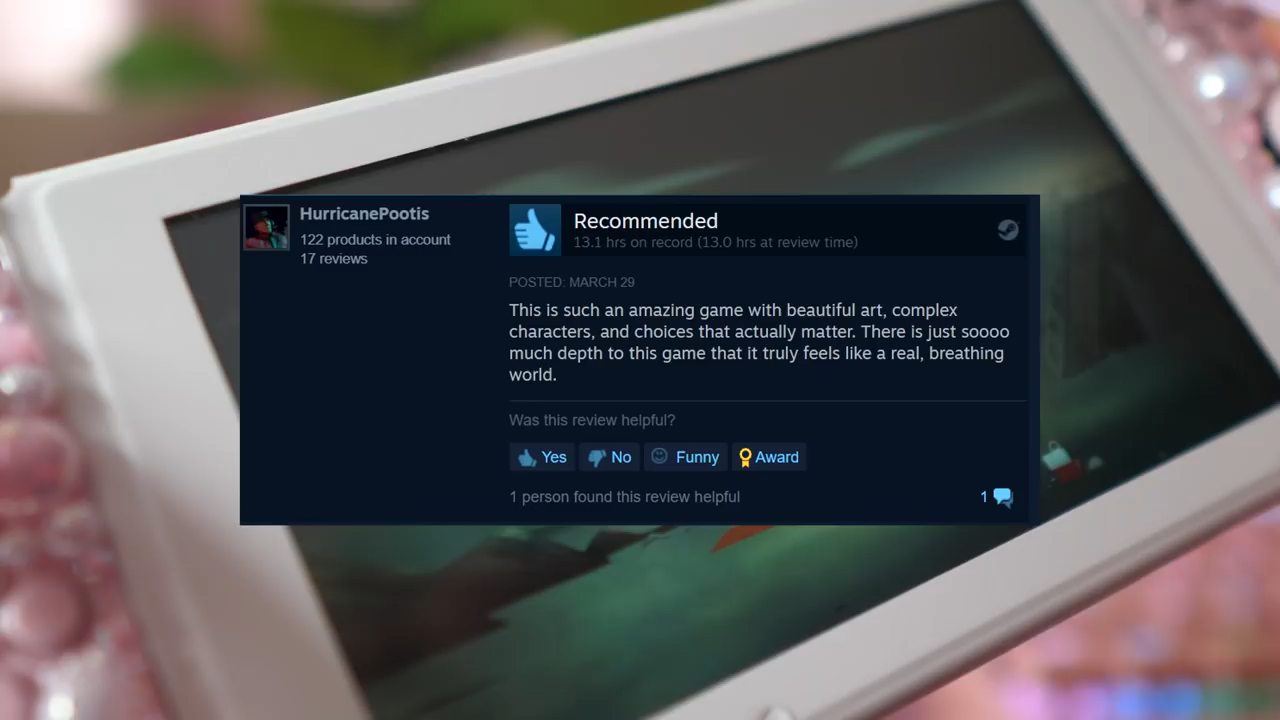 HurricanePootis
122 products in account
17 reviews
Recommended
13.1 hrs on record (13.0 hrs at review time)
POSTED: MARCH 29
This is such an amazing game with beautiful art, complex
characters, and choices that actually matter. There is just soooo
much depth to this game that it truly feels like a real, breathing
world.
Was this review helpful?
Yes
No
Funny
Award
1 person found this review helpful
1